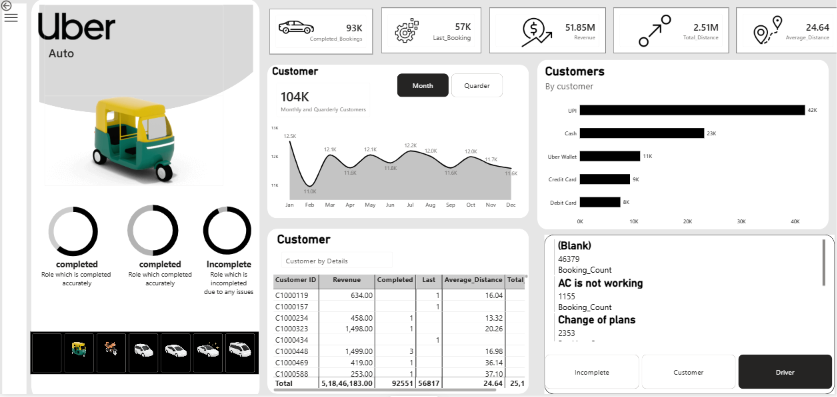 Uber
Auto
completed
Role which is completed
accurately
completed
Role which completed
accurately
Incomplete
Role which is
incompleted
due to any issues
93K
Completed_Bookings
57K
Last_Booking
51.85M
Revenue
2.51M
Total_Distance
24.64
Average_Distance
Customer
Month
Quarder
104K
Monthly and Quarderly Customers
13K
12K
11K
12.5K
11.0K
12.1K
11.6K
12.1K
11.8K
12.2K
12.0K
11.6K
12.0K
11.7K
11.6K
Jan Feb Mar Apr May Jun Jul Aug Sep Oct Nov Dec
Customers
By customer
UPI 42K
Cash 23K
Uber Wallet 11K
Credit Card 9K
Debit Card 8K
0K 10K 20K 30K 40K
Customer
Customer by Details
Customer ID Revenue Completed Last Average_Distance Total
C1000119 634.00 1 16.04
C1000157 1
C1000234 458.00 1 13.32
C1000323 1,498.00 1 20.26
C1000434 1
C1000448 1,499.00 3 16.98
C1000469 419.00 1 36.14
C1000588 253.00 1 37.10
Total 5,18,46,183.00 92551 56817 24.64 25,1
(Blank)
46379
Booking_Count
AC is not working
1155
Booking_Count
Change of plans
2353
Incomplete
Customer
Driver